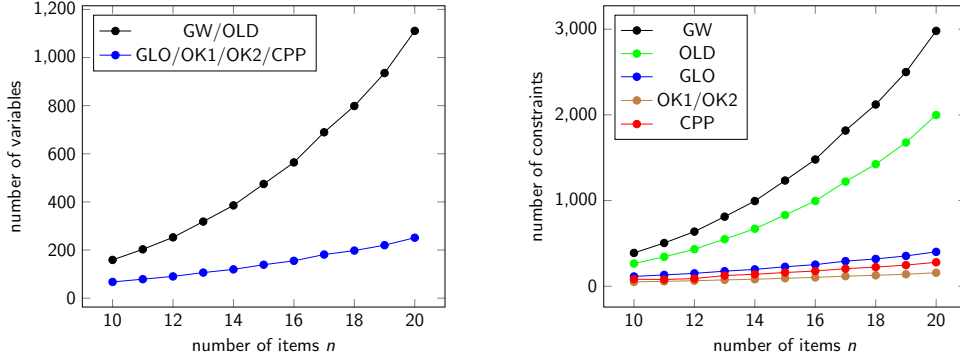 1,200
1,000
800
600
400
200
0
number of variables
GW/OLD
GLO/OK1/OK2/CPP
10 12 14 16 18 20
number of items n
3,000
2,000
1,000
0
number of constraints
GW
OLD
GLO
OK1/OK2
CPP
10 12 14 16 18 20
number of items n